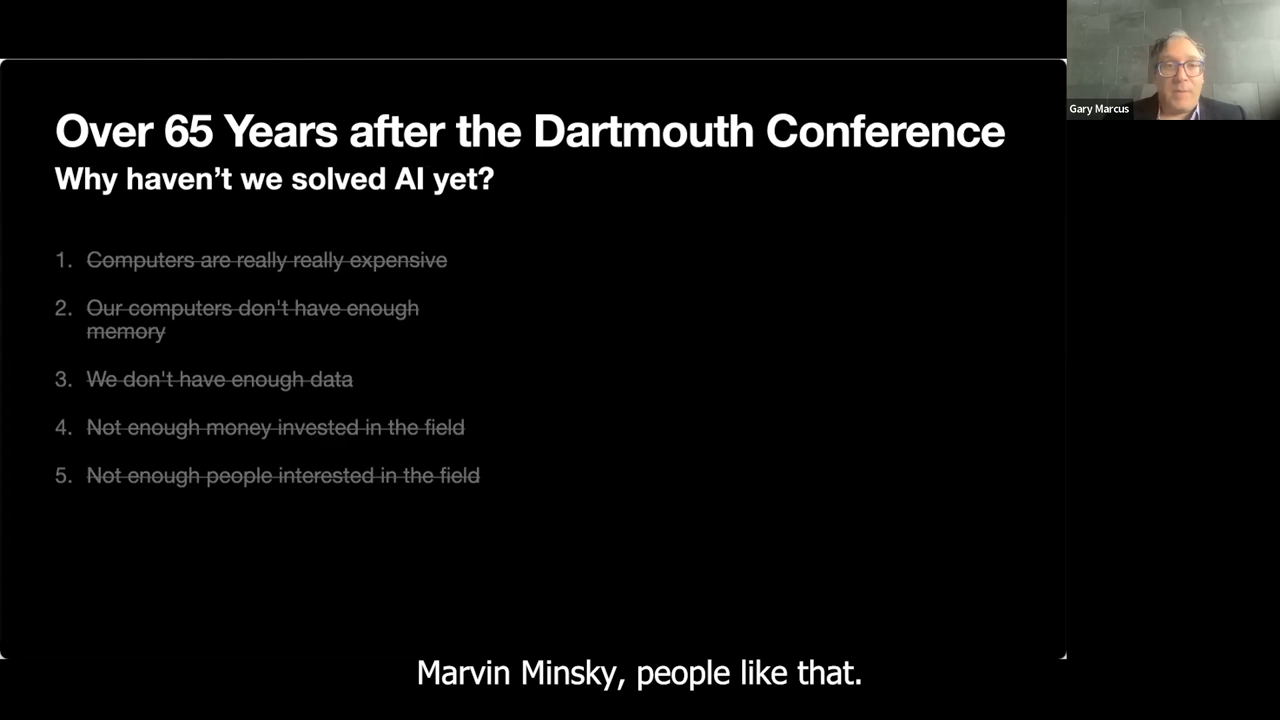 Over 65 Years after the Dartmouth Conference
Why haven't we solved AI yet?
1. Computers are really really expensive
2. Our computers don't have enough
memory
3. We don't have enough data
4. Not enough money invested in the field
5. Not enough people interested in the field
Gary Marcus
Marvin Minsky, people like that.